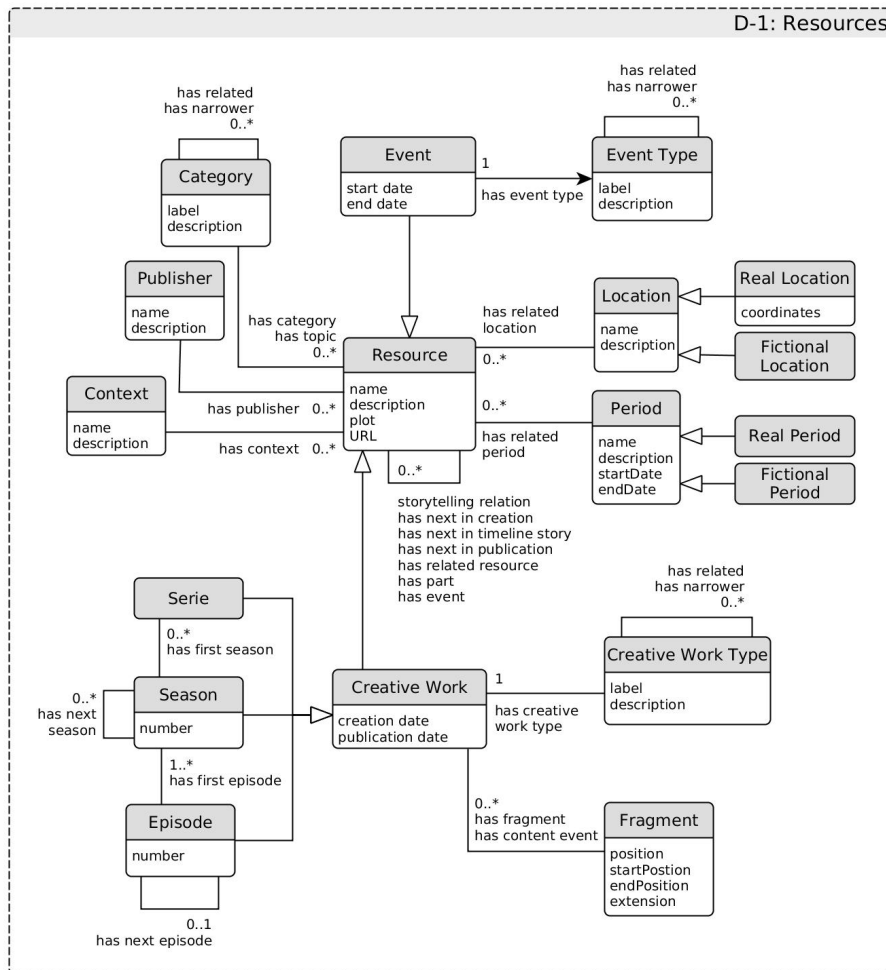 D-1: Resources
has related
has narrower
0..*
Category
label
description
Event
start date
end date
1
has event type
has related
has narrower
0..*
Event Type
label
description
Publisher
name
description
has category
has topic
0..*
Context
name
description
has publisher 0..*
has context 0..*
Resource
name
description
plot
URL
has related
location
0..*
Location
name
description
Real Location
coordinates
Fictional
Location
0..*
has related
period
Period
name
description
startDate
endDate
Real Period
Fictional
Period
0..*
storytelling relation
has next in creation
has next in timeline story
has next in publication
has related resource
has part
has event
Serie
0..*
has first season
0..*
has next
season
Season
number
1..*
has first episode
Episode
number
0..1
has next episode
Creative Work
creation date
publication date
1
has creative
work type
has related
has narrower
0..*
Creative Work Type
label
description
0..*
has fragment
has content event
Fragment
position
startPostion
endPosition
extension